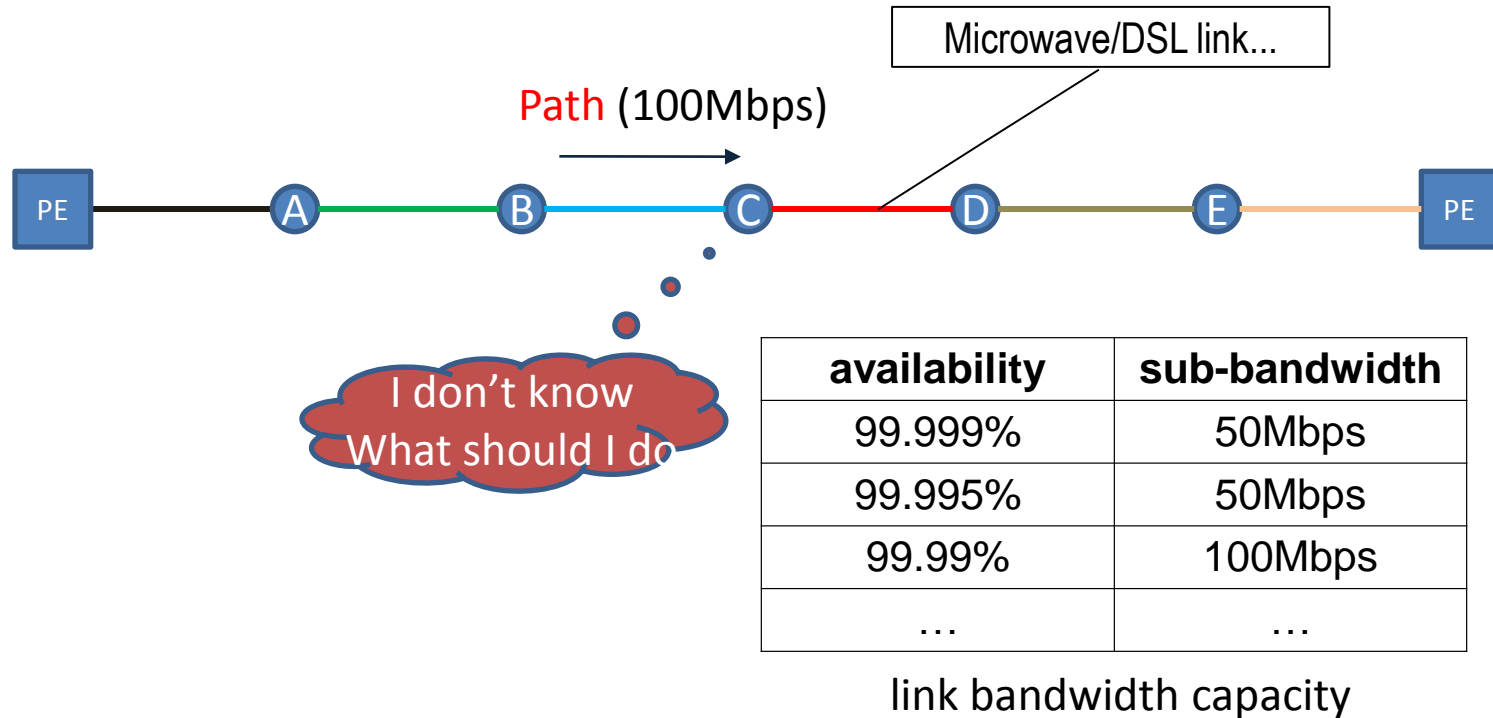 Microwave/DSL link...
Path (100Mbps)
PE A B C D E PE
I don’t know
What should I do
availability sub-bandwidth
99.999% 50Mbps
99.995% 50Mbps
99.99% 100Mbps
… …
link bandwidth capacity